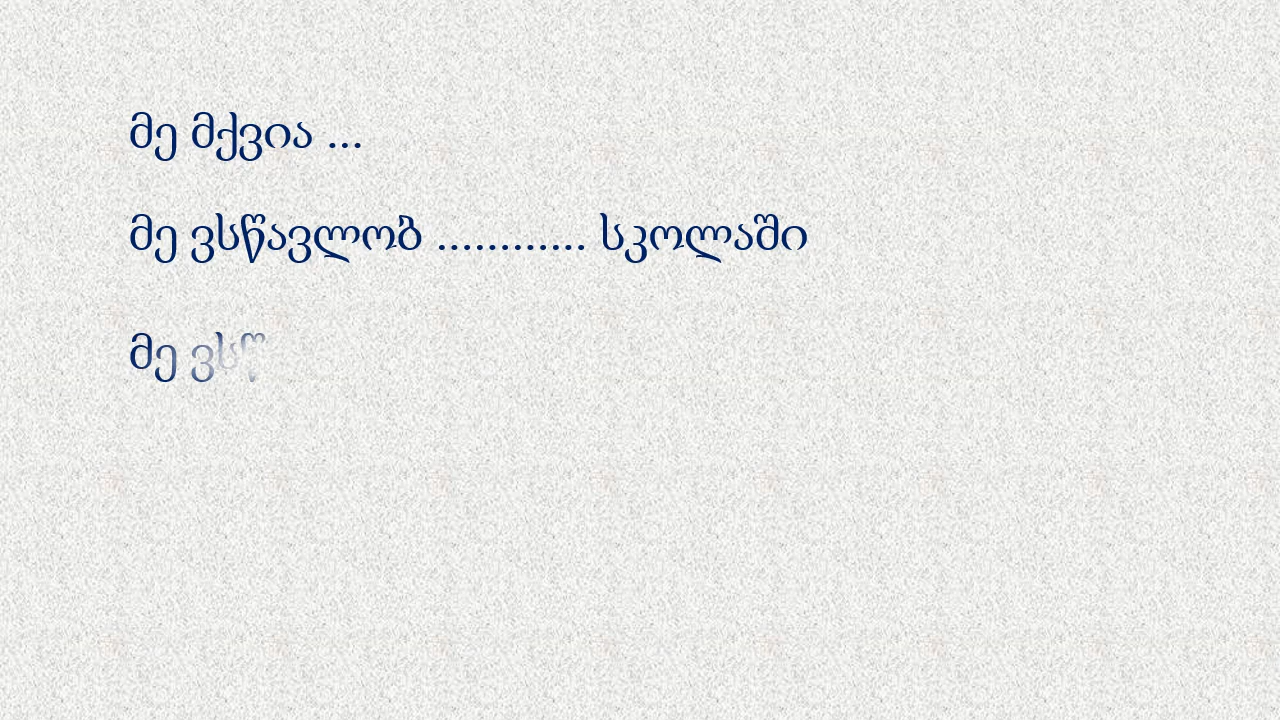 მე მქვია ...
მე ვსწავლობ ............ სკოლაში
მე